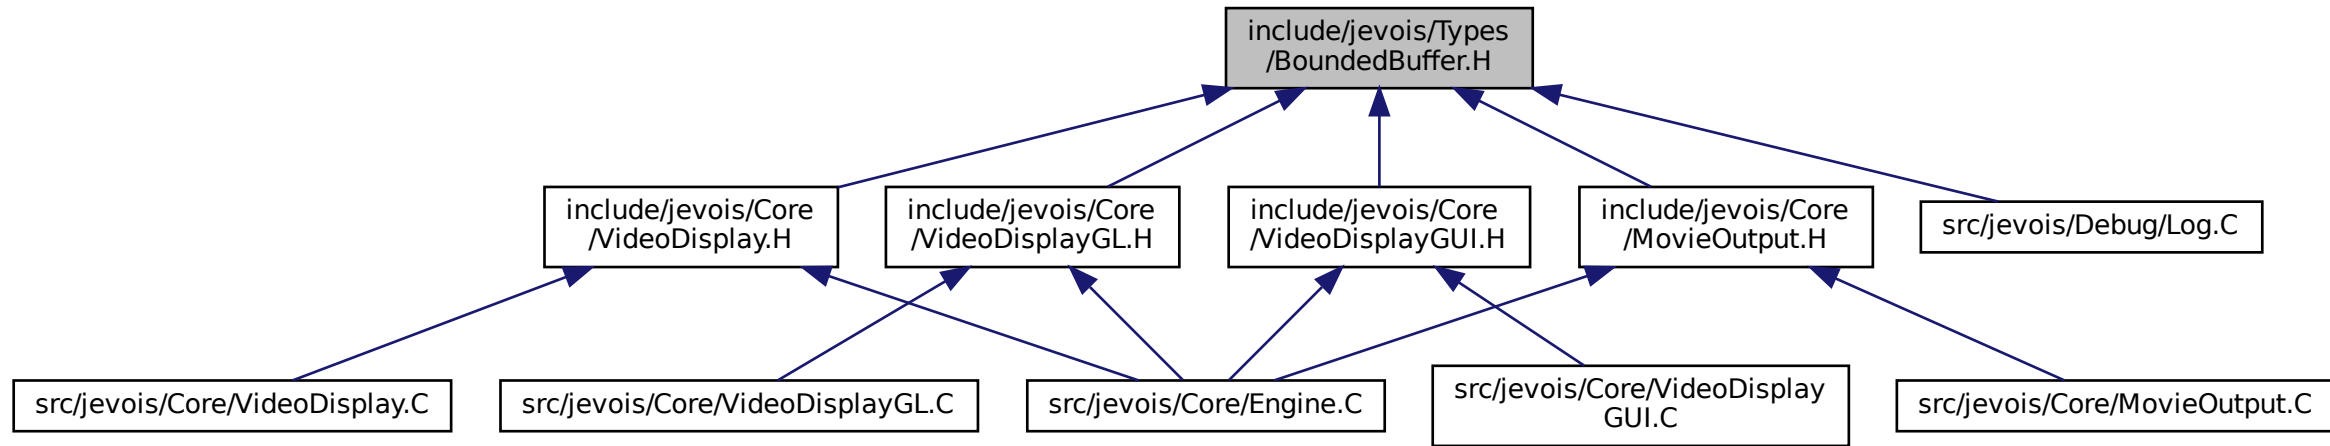 include/jevois/Types
/BoundedBuffer.H
include/jevois/Core
/VideoDisplay.H
include/jevois/Core
/VideoDisplayGL.H
include/jevois/Core
/VideoDisplayGUI.H
include/jevois/Core
/MovieOutput.H
src/jevois/Debug/Log.C
src/jevois/Core/VideoDisplay.C
src/jevois/Core/VideoDisplayGL.C
src/jevois/Core/Engine.C
src/jevois/Core/VideoDisplay
GUI.C
src/jevois/Core/MovieOutput.C